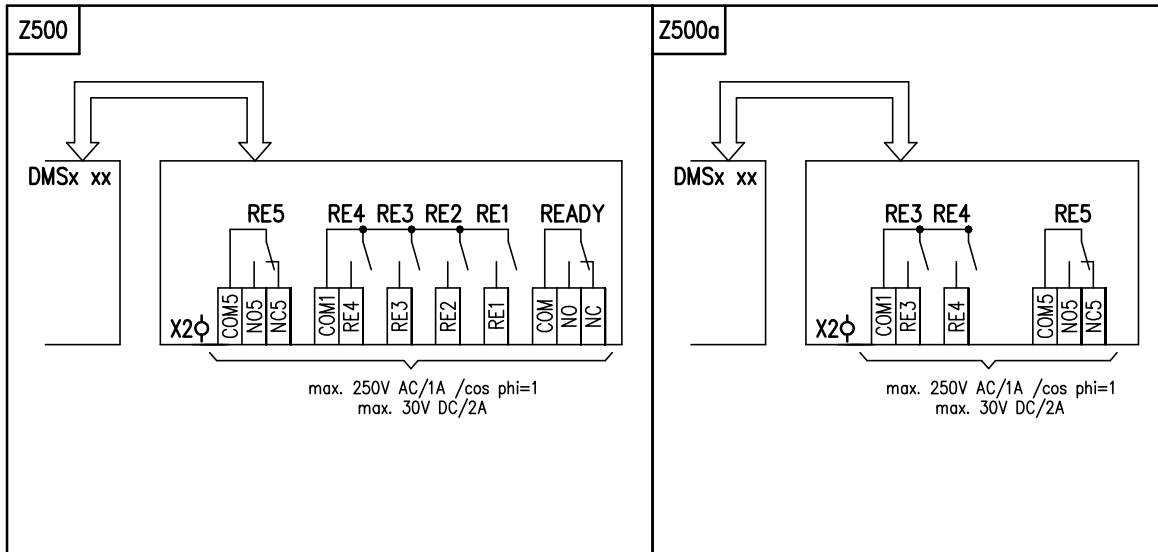 Z500
DMSx xx
RE5 RE4 RE3 RE2 RE1 READY
X2
COM5
NO5
NC5
COM1
RE4
RE3
RE2
RE1
COM
NO
NC
max. 250V AC/1A /cos phi=1
max. 30V DC/2A
Z500a
DMSx xx
RE3 RE4 RE5
X2
COM1
RE3
RE4
COM5
NO5
NC5
max. 250V AC/1A /cos phi=1
max. 30V DC/2A